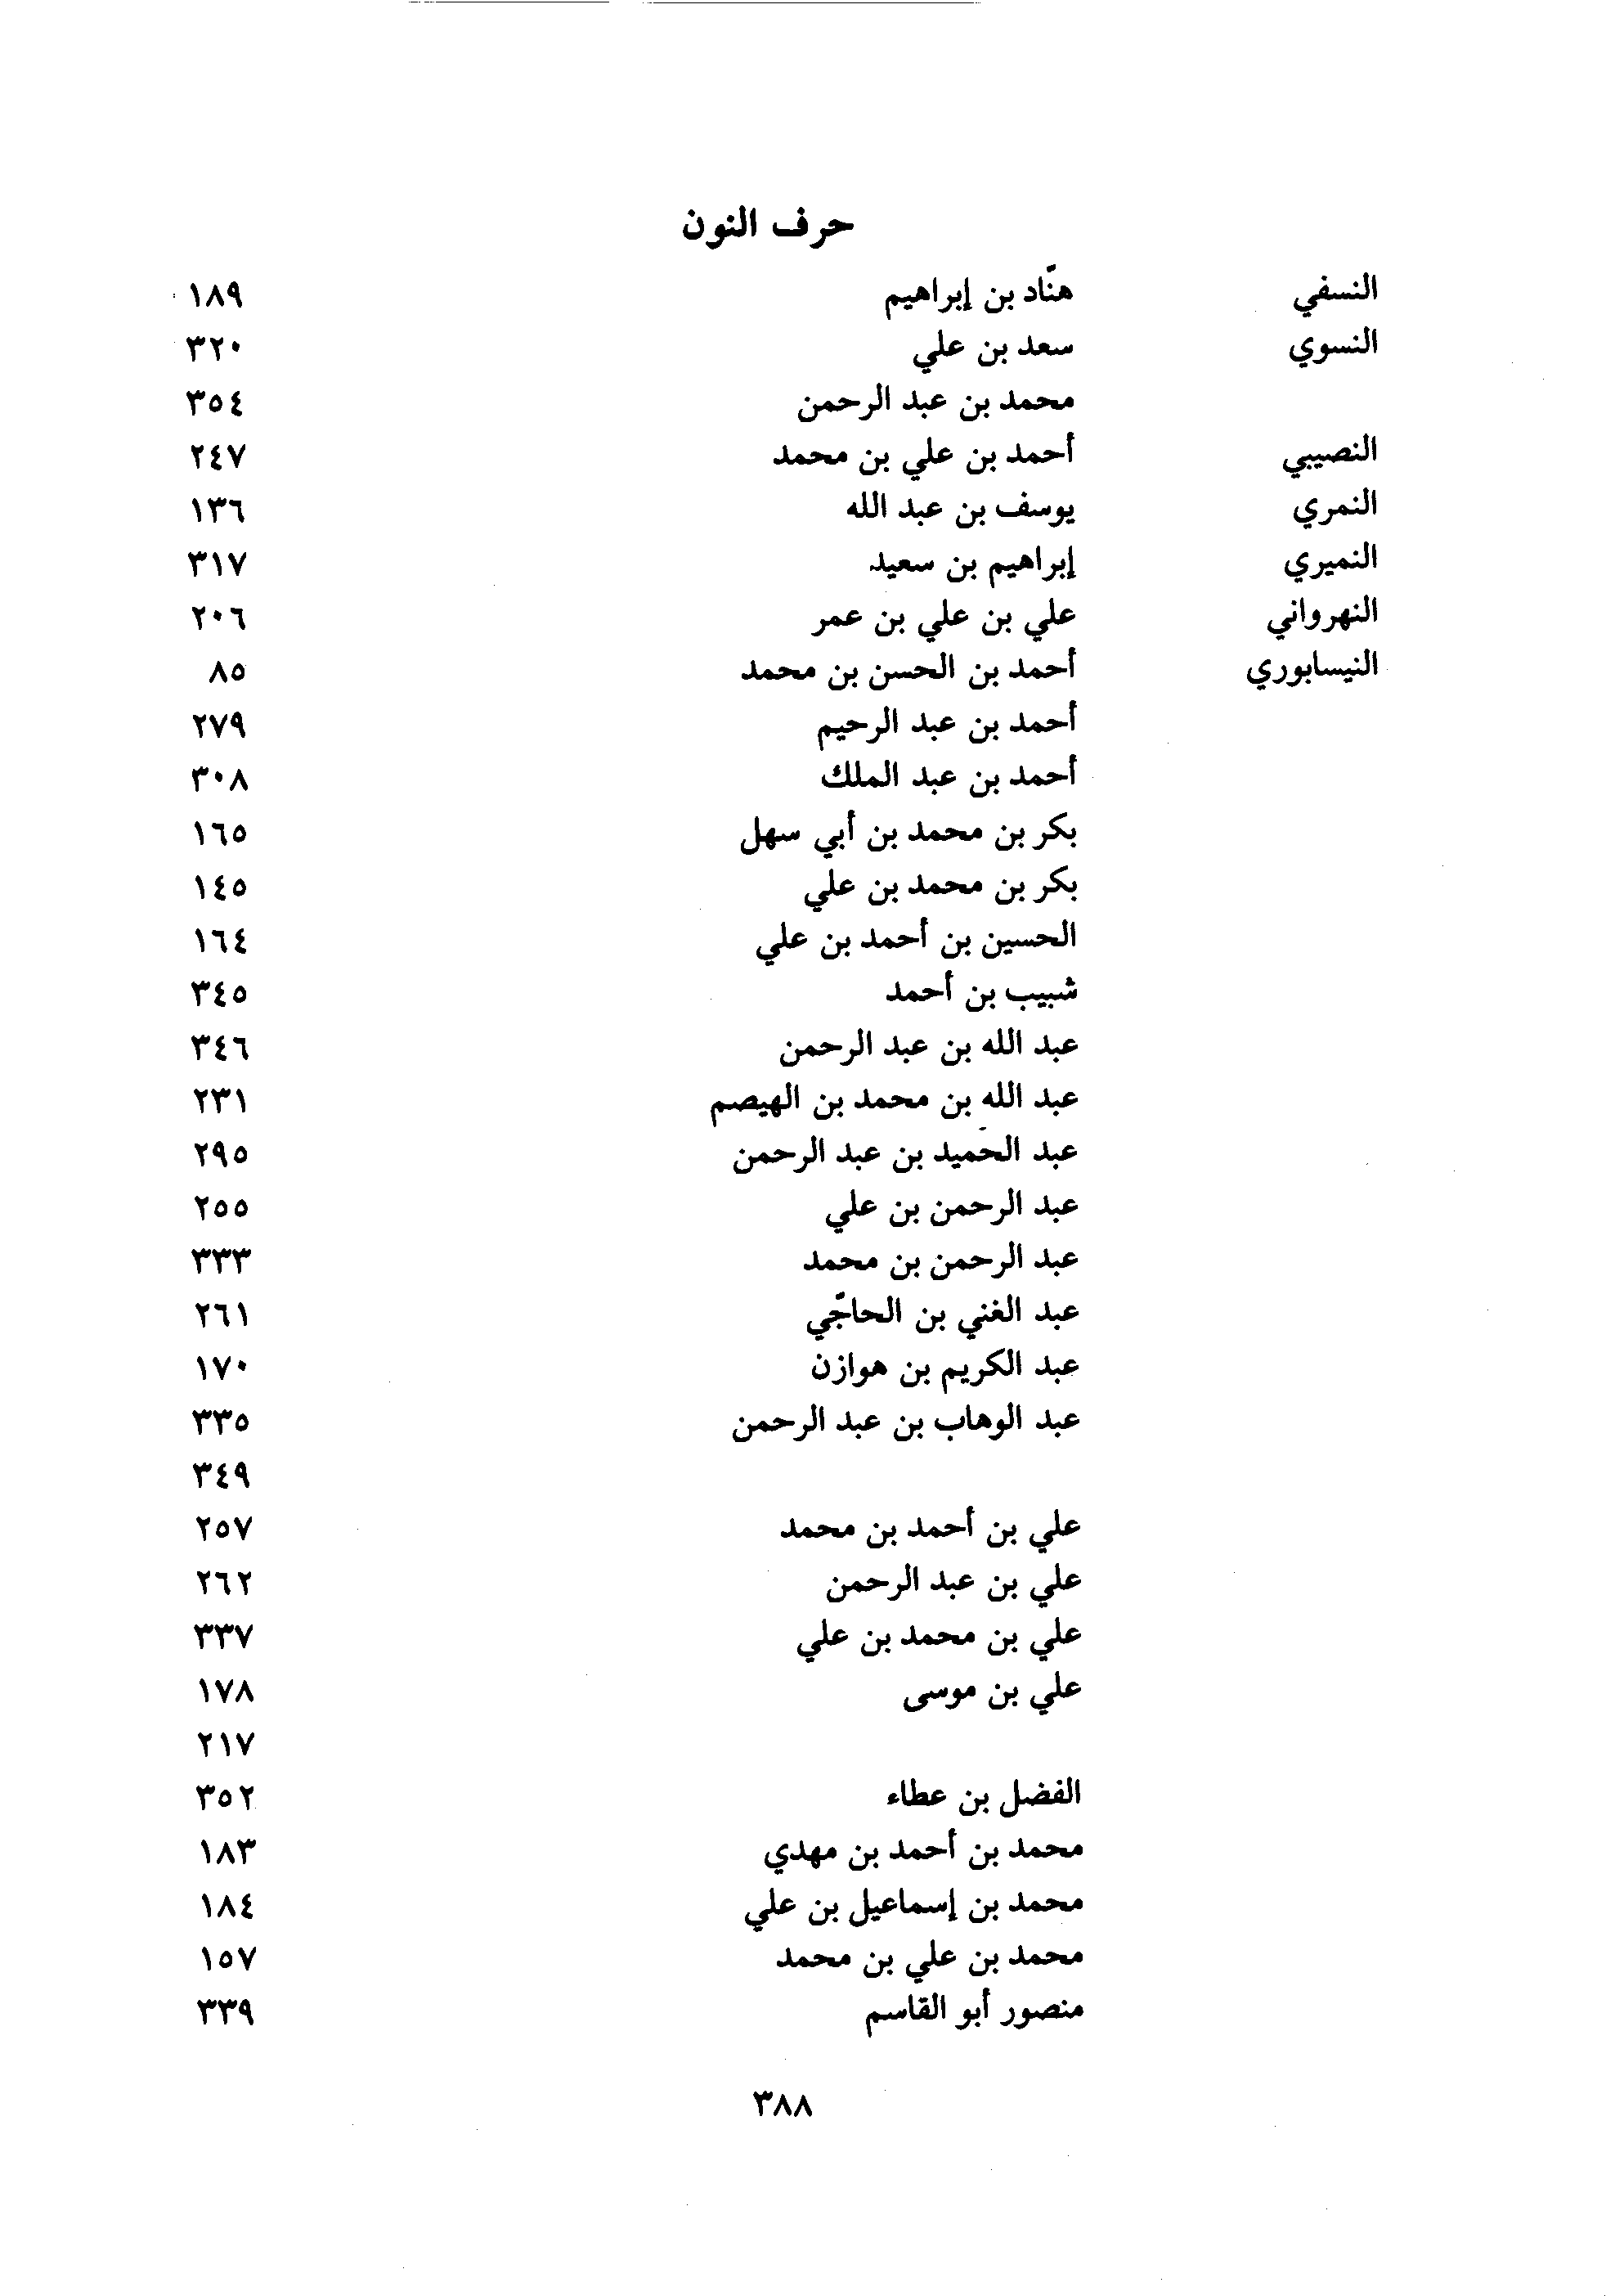 حرف النون
النسفي هنّاد بن إبراهيم ١٨٩
النسوي سعد بن علي ٣٢٠
محمد بن عبد الرحمن ٣٥٤
النصيبي أحمد بن علي بن محمد ٢٤٧
النمري يوسف بن عبد الله ١٣٦
النميري إبراهيم بن سعيد ٣١٧
النهرواني علي بن علي بن عمر ٢٠٦
النيسابوري أحمد بن الحسن بن محمد ٨٥
أحمد بن عبد الرحيم ٢٧٩
أحمد بن عبد الملك ٣٠٨
بكر بن محمد بن أبي سهل ١٦٥
بكر بن محمد بن علي ١٤٥
الحسين بن أحمد بن علي ١٦٤
شبيب بن أحمد ٣٤٥
عبد الله بن عبد الرحمن ٣٤٦
عبد الله بن محمد بن الهيصم ٢٣١
عبد الحميد بن عبد الرحمن ٢٩٥
عبد الرحمن بن علي ٢٥٥
عبد الرحمن بن محمد ٣٣٣
عبد الغني بن الحاجّي ٢٦١
عبد الكريم بن هوازن ١٧٠
عبد الوهاب بن عبد الرحمن ٣٣٥
٣٤٩
علي بن أحمد بن محمد ٢٥٧
علي بن عبد الرحمن ٢٦٢
علي بن محمد بن علي ٣٣٧
علي بن موسى ١٧٨
٢١٧
الفضل بن عطاء ٣٥٢
محمد بن أحمد بن مهدي ١٨٣
محمد بن إسماعيل بن علي ١٨٤
محمد بن علي بن محمد ١٥٧
منصور أبو القاسم ٣٣٩
٣٨٨